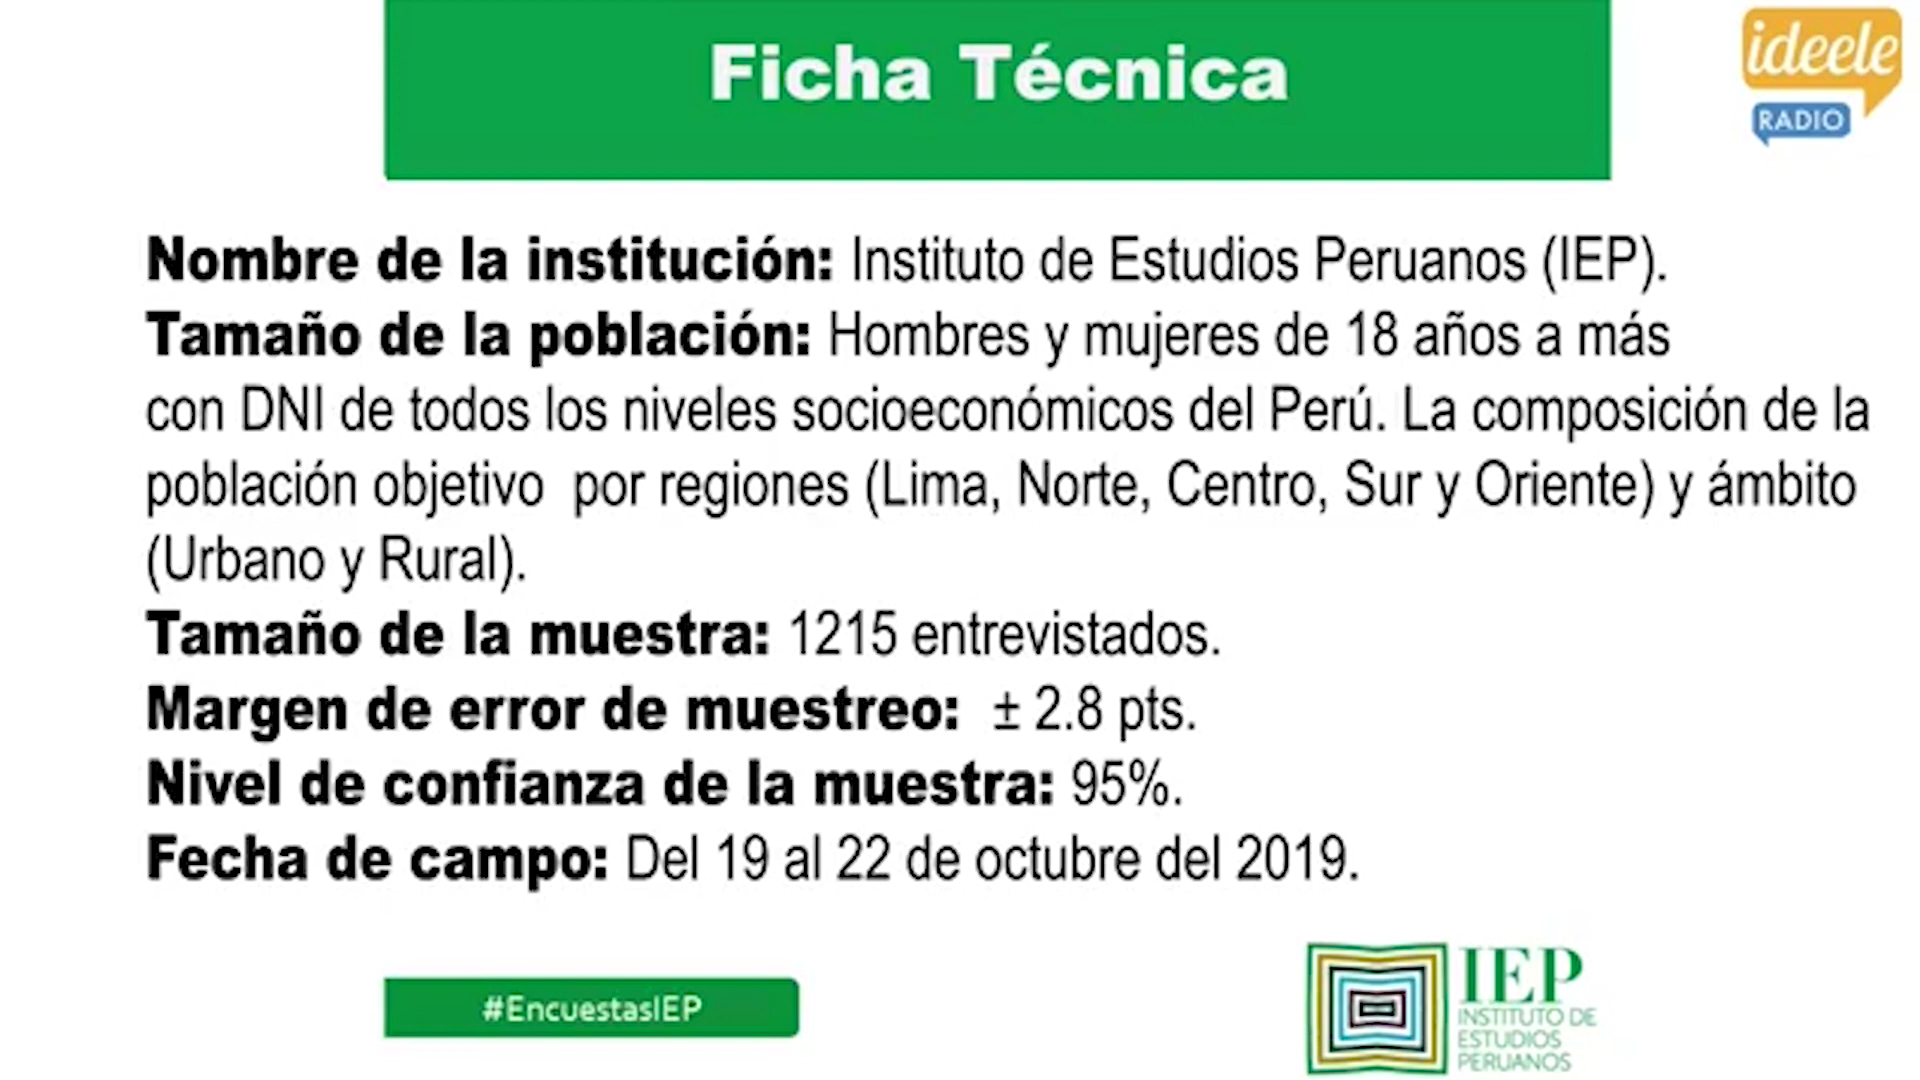 Ficha Técnica
ideele
RADIO
Nombre de la institución: Instituto de Estudios Peruanos (IEP).
Tamaño de la población: Hombres y mujeres de 18 años a más
con DNI de todos los niveles socioeconómicos del Perú. La composición de la
población objetivo por regiones (Lima, Norte, Centro, Sur y Oriente) y ámbito
(Urbano y Rural).
Tamaño de la muestra: 1215 entrevistados.
Margen de error de muestreo: ± 2.8 pts.
Nivel de confianza de la muestra: 95%.
Fecha de campo: Del 19 al 22 de octubre del 2019.
#EncuestasIEP
IEP
INSTITUTO DE
ESTUDIOS
PERUANOS